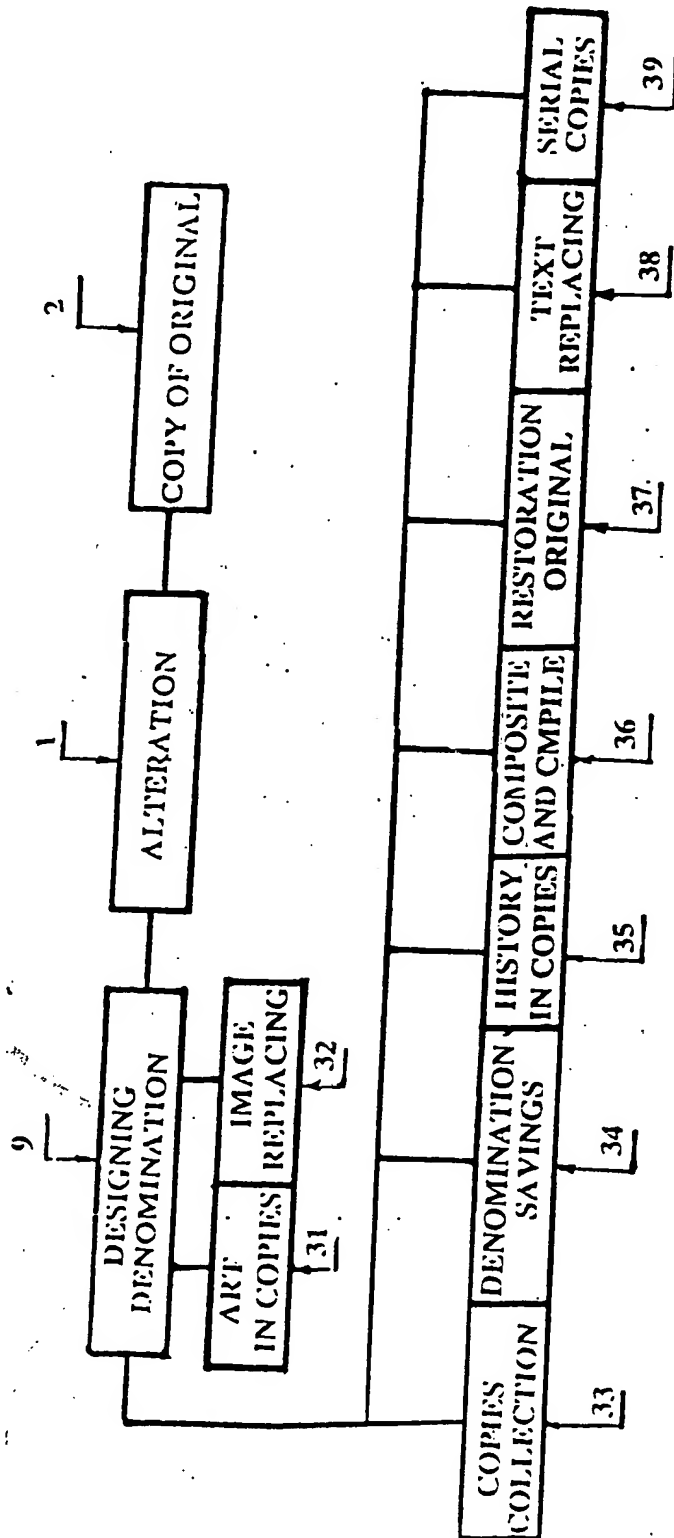 2
COPY OF ORIGINAL
1
ALTERATION
9
DESIGNING
DENOMINATION
ART
IN COPIES
31
IMAGE
REPLACING
32
COPIES
COLLECTION
33
DENOMINATION
SAVINGS
34
HISTORY
IN COPIES
35
COMPOSITE
AND CMPILE
36
RESTORATION
ORIGINAL
37
TEXT
REPLACING
38
SERIAL
COPIES
39